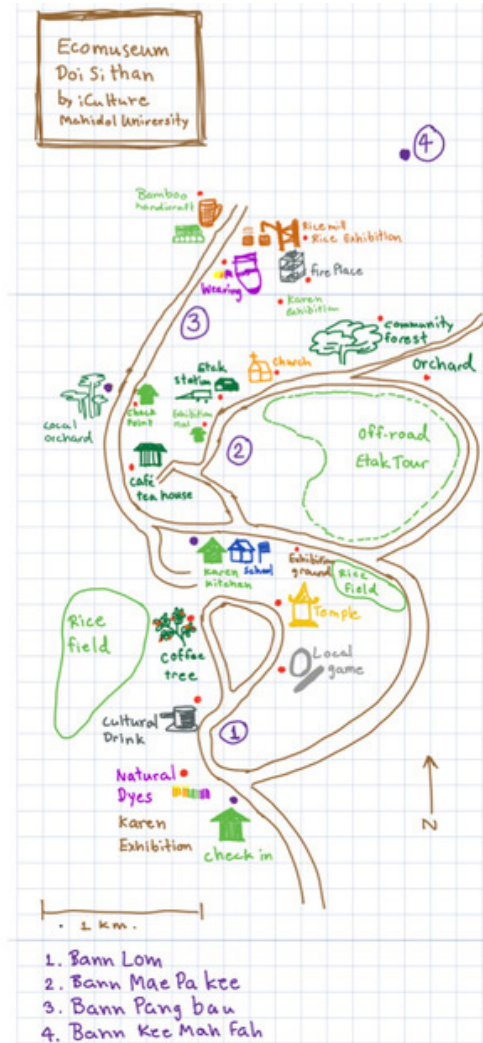 Ecomuseum
Doi Si than
by iCulture
Mahidol University
4
Bamboo
handicraft
Rice mill
Rice Exhibition
Fire Place
Wearing
Karen
Exhibition
3
community
forest
Church
Etak
station
orchard
Local
orchard
Check
Point
Exhibition
Hal
2
Off-road
Etak Tour
Café
tea house
Karen
Kitchen
School
Exhibition
ground
Rice
field
Rice
field
Temple
Coffee
tree
Local
game
Cultural
Drink
1
Natural
Dyes
Karen
Exhibition
check in
N
1 km.
1. Bann Lom
2. Bann Mae Pa kee
3. Bann Pang bau
4. Bann Kee Mah Fah